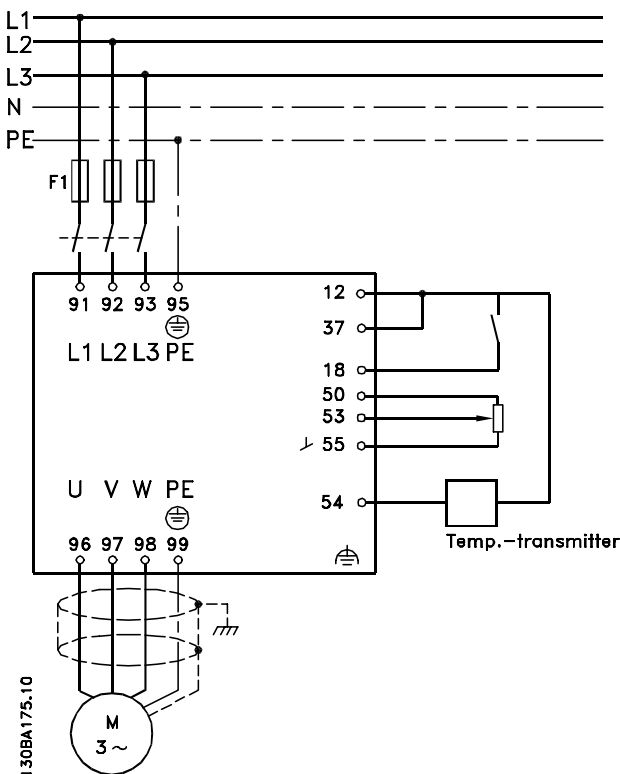 L1
L2
L3
N
PE
F1
91 92 93 95
L1 L2 L3 PE
12
37
18
50
53
55
54
Temp.-transmitter
U V W PE
96 97 98 99
M
3~
130BA175.10